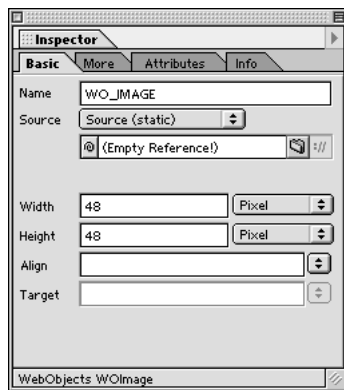 Inspector
Basic More Attributes Info
Name WO_IMAGE
Source Source (static)
(Empty Reference!) ://
Width 48 Pixel
Height 48 Pixel
Align
Target
WebObjects WOImage